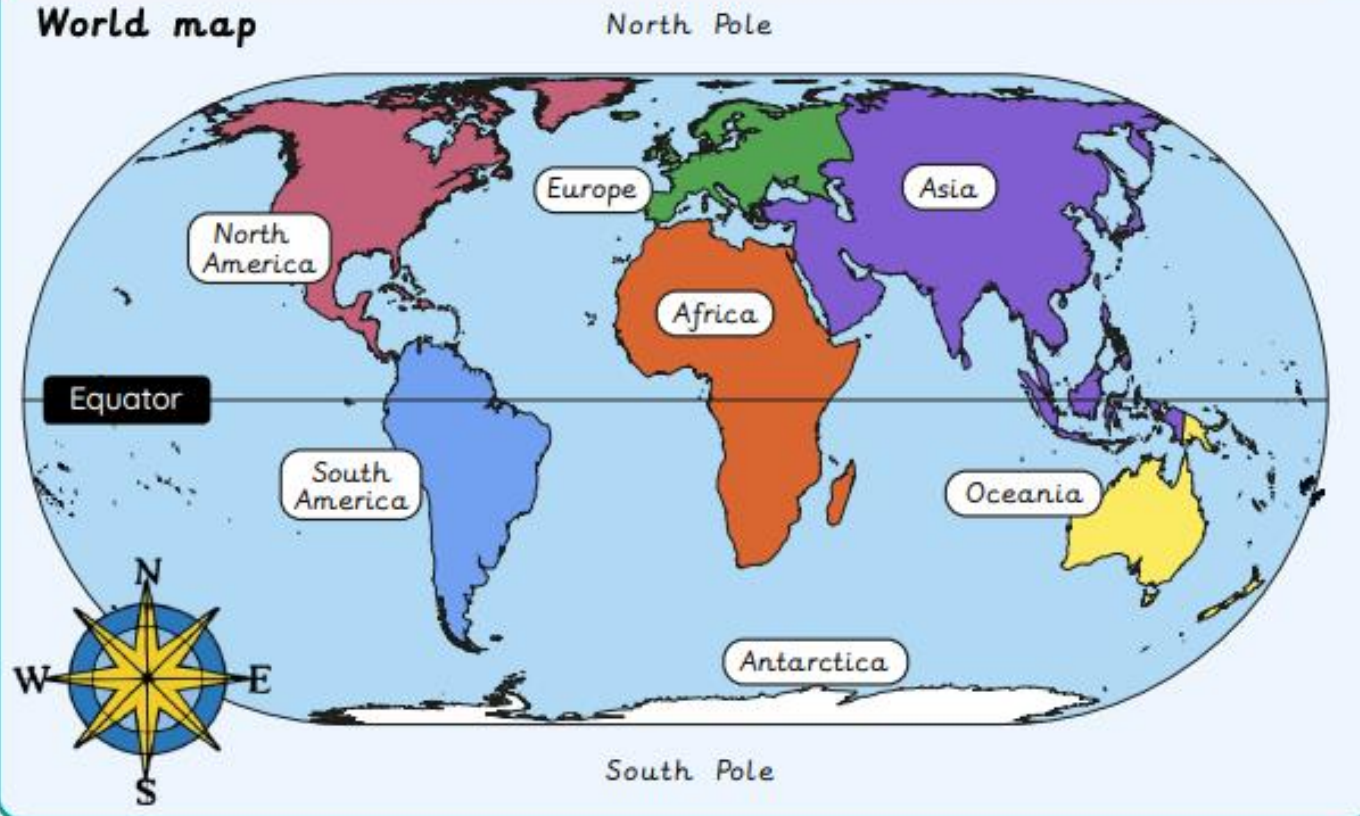 World map
North Pole
Europe
Asia
North
America
Africa
Equator
South
America
Oceania
N
W
E
S
Antarctica
South Pole